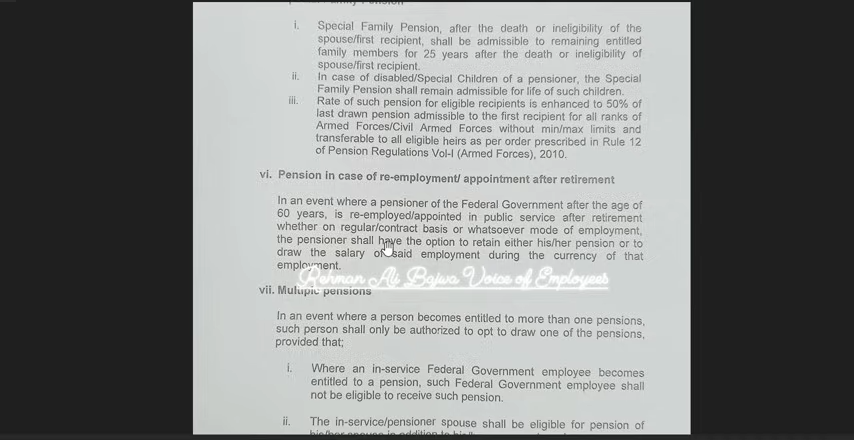 i. Special Family Pension, after the death or ineligibility of the
spouse/first recipient, shall be admissible to remaining entitled
family members for 25 years after the death or ineligibility of
spouse/first recipient.
ii. In case of disabled/Special Children of a pensioner, the Special
Family Pension shall remain admissible for life of such children.
iii. Rate of such pension for eligible recipients is enhanced to 50% of
last drawn pension admissible to the first recipient for all ranks of
Armed Forces/Civil Armed Forces without min/max limits and
transferable to all eligible heirs as per order prescribed in Rule 12
of Pension Regulations Vol-I (Armed Forces), 2010.
vi. Pension in case of re-employment/ appointment after retirement
In an event where a pensioner of the Federal Government after the age of
60 years, is re-employed/appointed in public service after retirement
whether on regular/contract basis or whatsoever mode of employment,
the pensioner shall have the option to retain either his/her pension or to
draw the salary of said employment during the currency of that
employment.
Rehman Ali Bajwa Voice of Employees
vii. Multiple pensions
In an event where a person becomes entitled to more than one pensions,
such person shall only be authorized to opt to draw one of the pensions,
provided that;
i. Where an in-service Federal Government employee becomes
entitled to a pension, such Federal Government employee shall
not be eligible to receive such pension.
ii. The in-service/pensioner spouse shall be eligible for pension of
his/her spouse in addition to